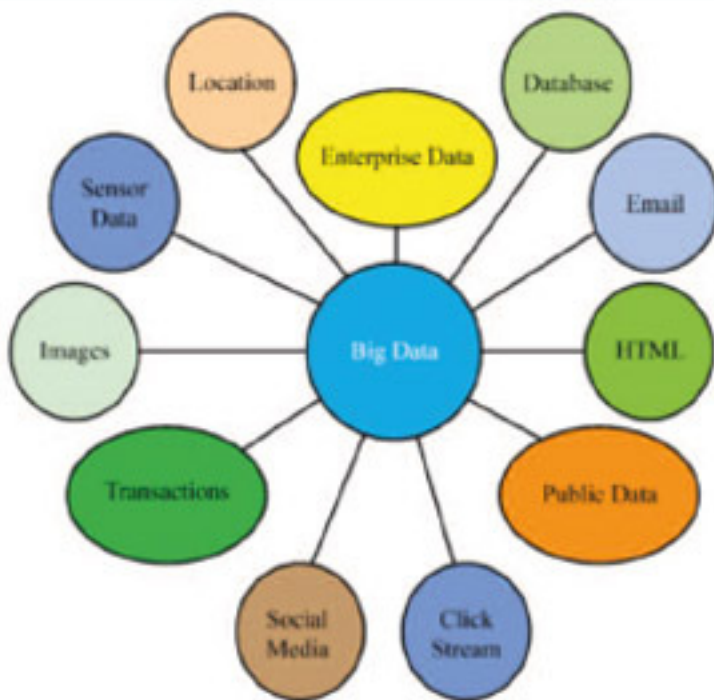 Location
Database
Enterprise Data
Sensor
Data
Email
Images
Big Data
HTML
Transactions
Public Data
Social
Media
Click
Stream